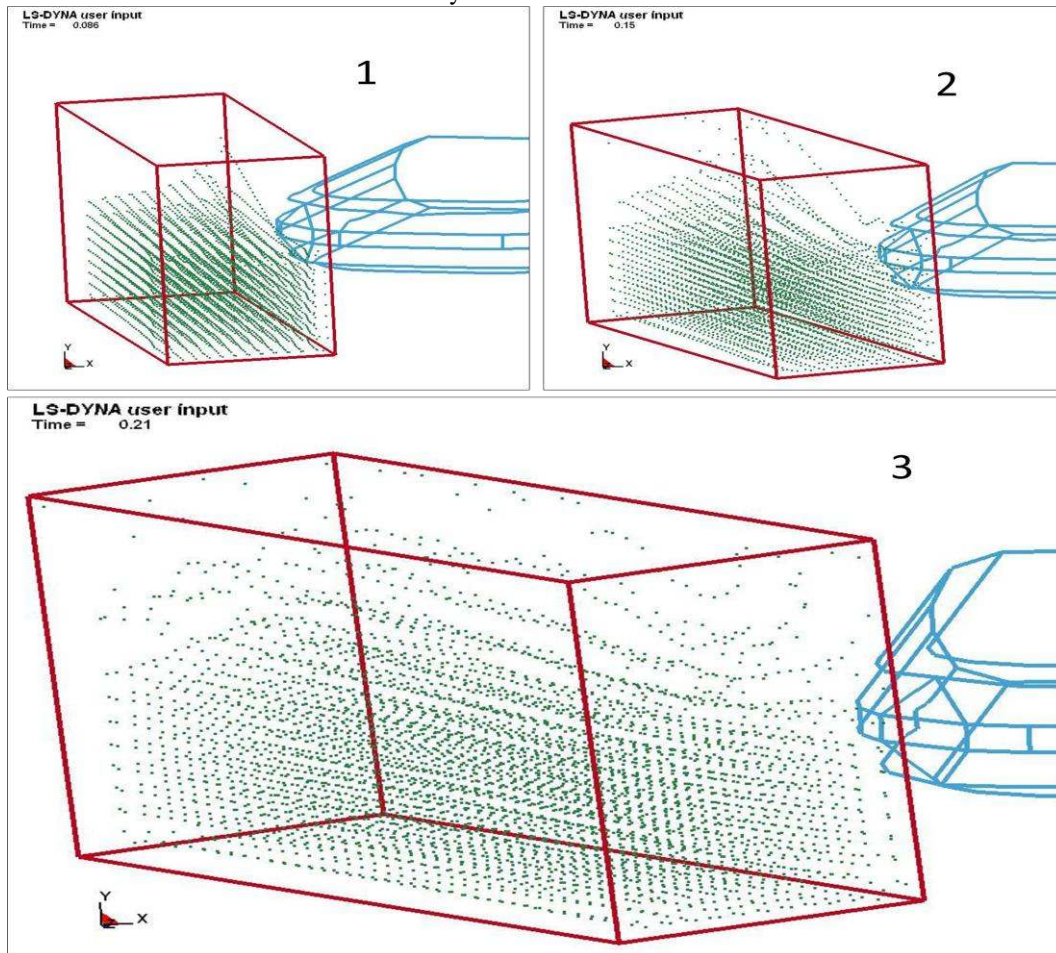 LS-DYNA user input
Time = 0.086
1
Y
X
LS-DYNA user input
Time = 0.15
2
Y
X
LS-DYNA user input
Time = 0.21
3
Y
X